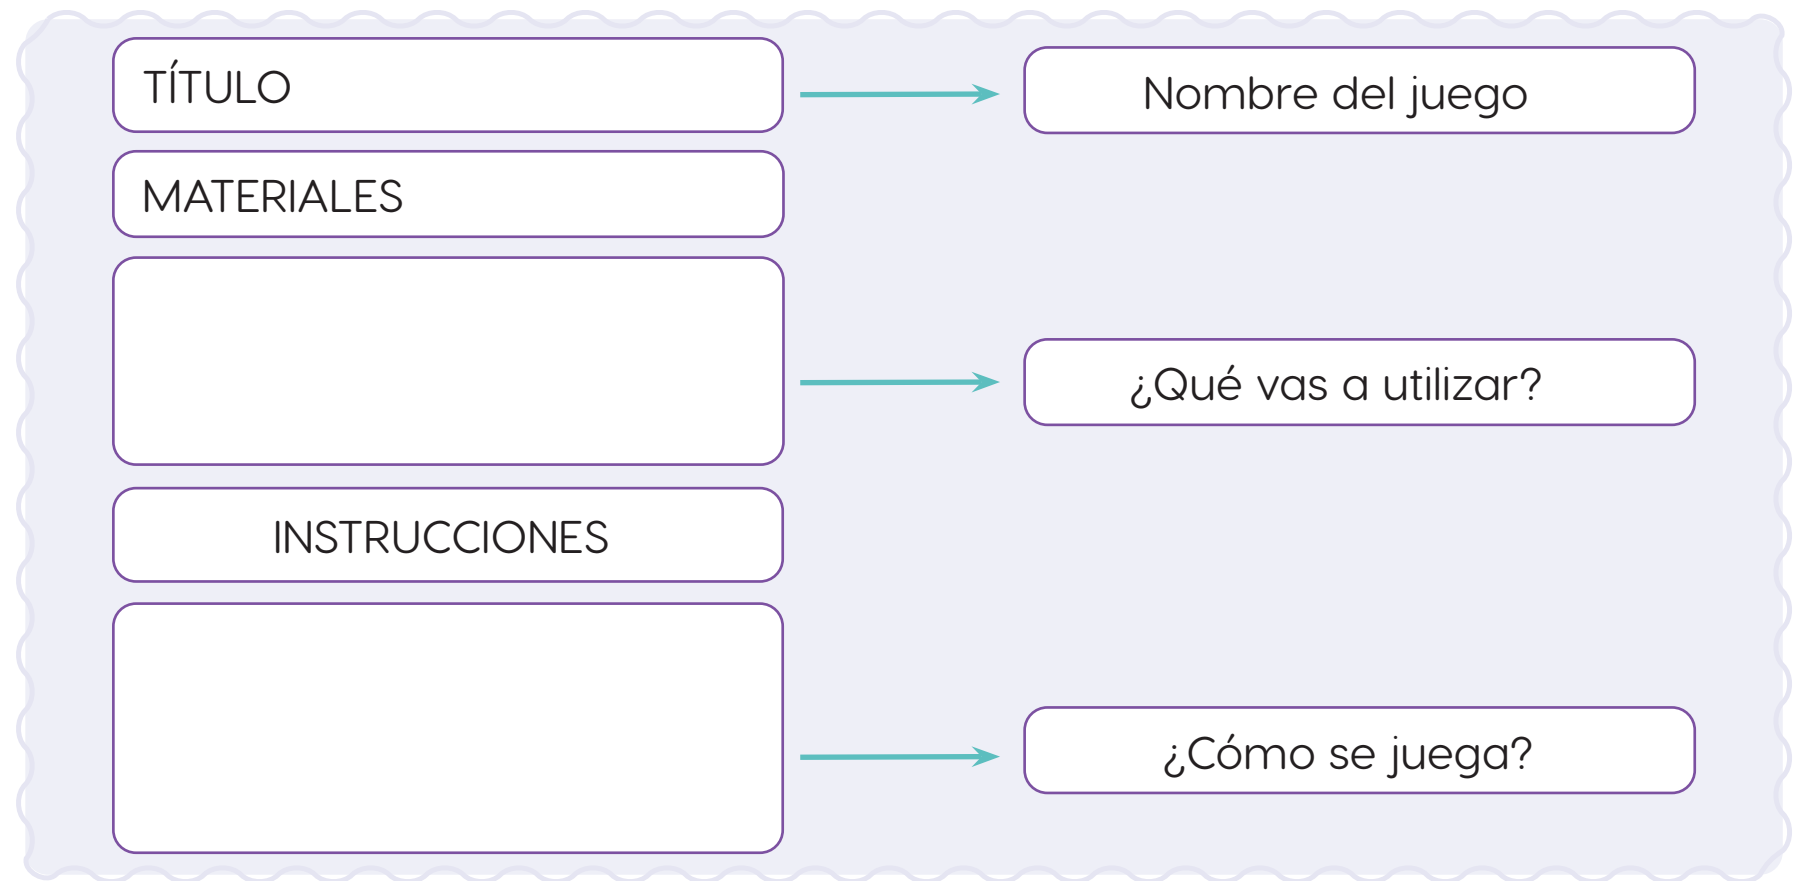 TÍTULO
Nombre del juego
MATERIALES
¿Qué vas a utilizar?
INSTRUCCIONES
¿Cómo se juega?